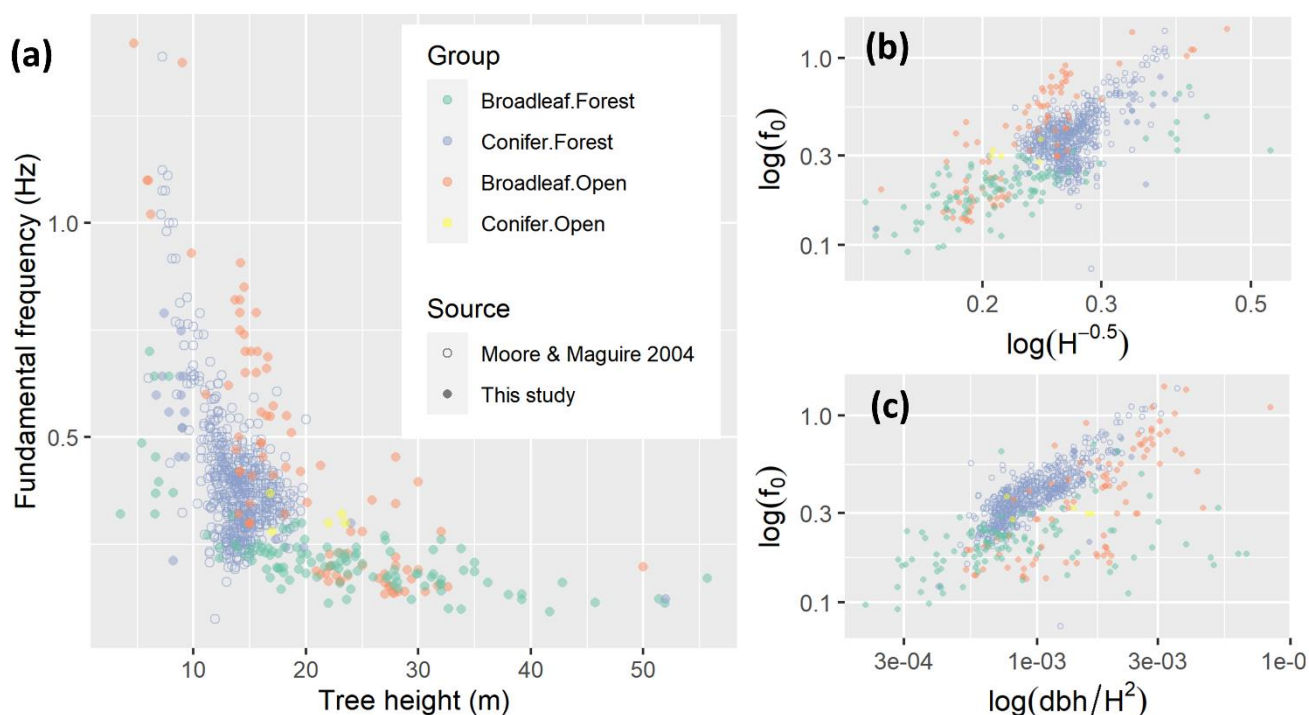 (a)
Fundamental frequency (Hz)
1.0
0.5
10
20
30
40
50
Tree height (m)
Group
Broadleaf.Forest
Conifer.Forest
Broadleaf.Open
Conifer.Open
Source
Moore & Maguire 2004
This study
(b)
log(f₀)
1.0
0.3
0.1
0.2
0.3
0.5
log(H⁻⁰·⁵)
(c)
log(f₀)
1.0
0.3
0.1
3e-04
1e-03
3e-03
1e-0
log(dbh/H²)